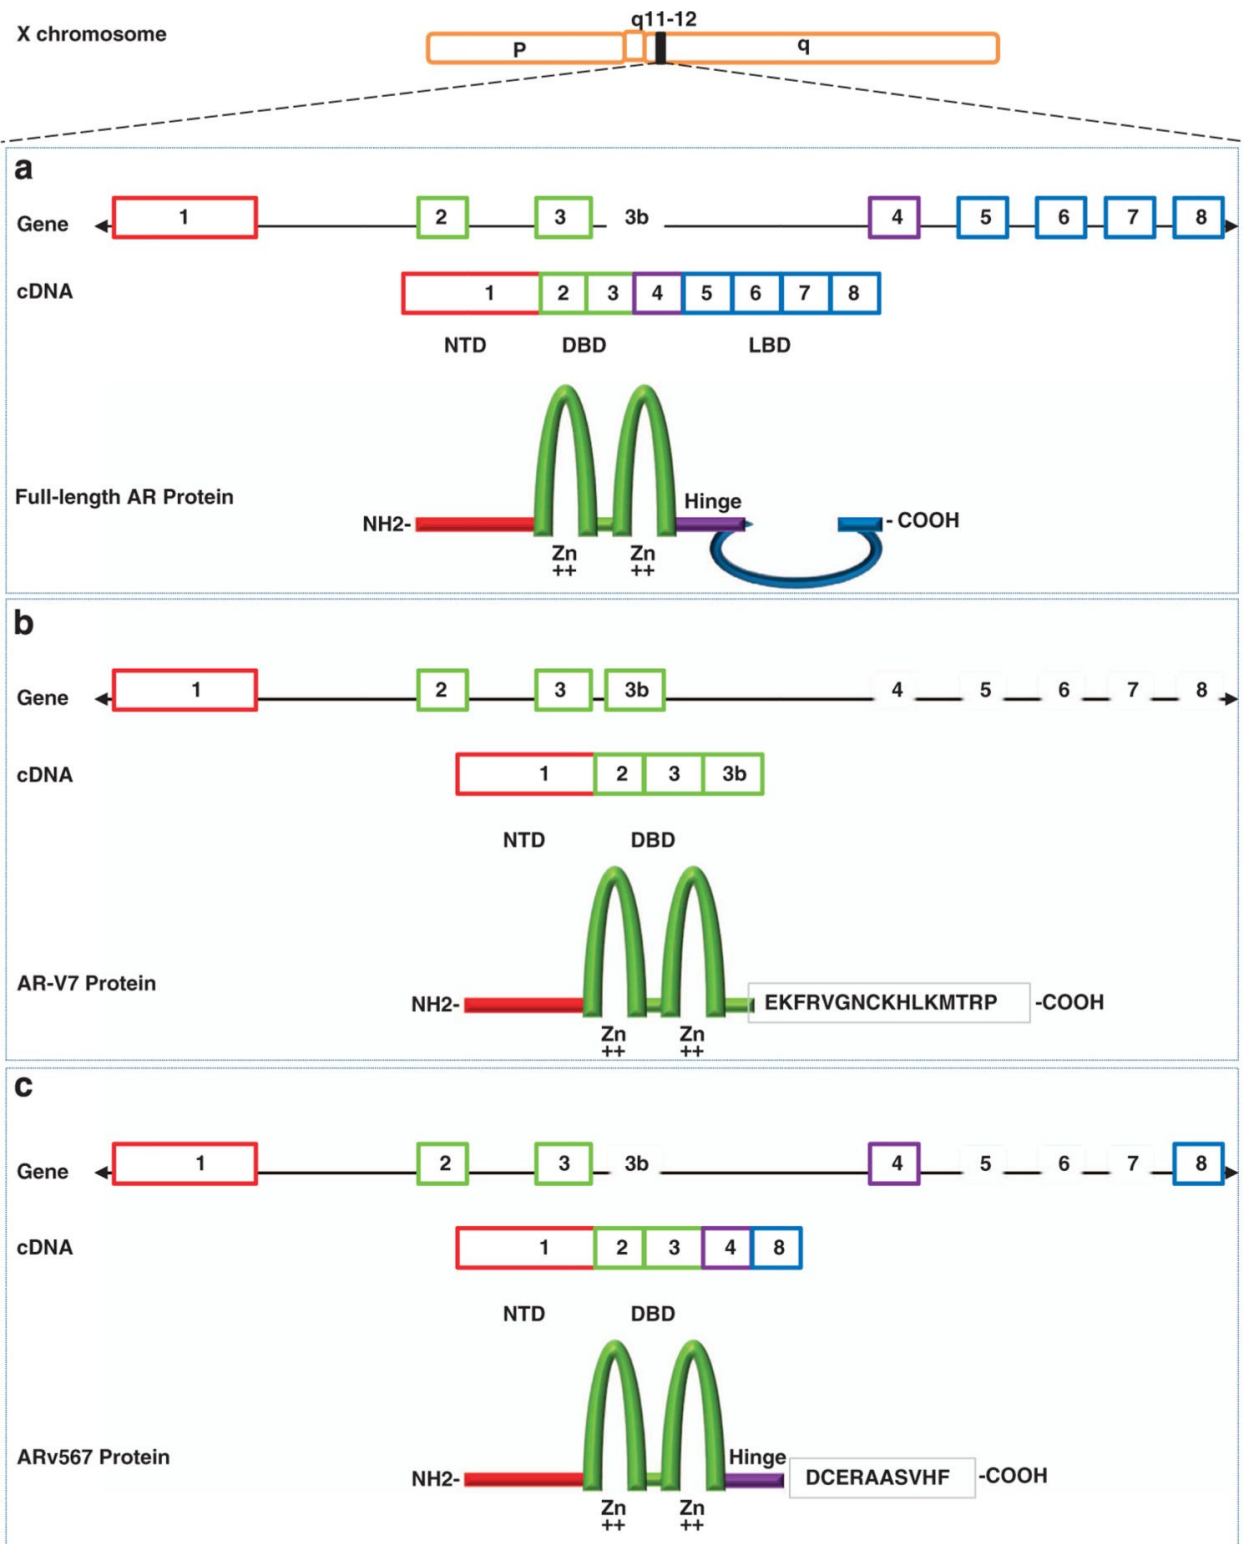 q11-12
X chromosome
P q
a
Gene 1 2 3 3b 4 5 6 7 8
cDNA 1 2 3 4 5 6 7 8
NTD DBD LBD
Full-length AR Protein
Hinge
NH2- - COOH
Zn Zn
++ ++
b
Gene 1 2 3 3b 4 5 6 7 8
cDNA 1 2 3 3b
NTD DBD
AR-V7 Protein
NH2- EKFRVGNCKHLKMTRP -COOH
Zn Zn
++ ++
c
Gene 1 2 3 3b 4 5 6 7 8
cDNA 1 2 3 4 8
NTD DBD
ARv567 Protein
Hinge
NH2- DCERAASVHF -COOH
Zn Zn
++ ++